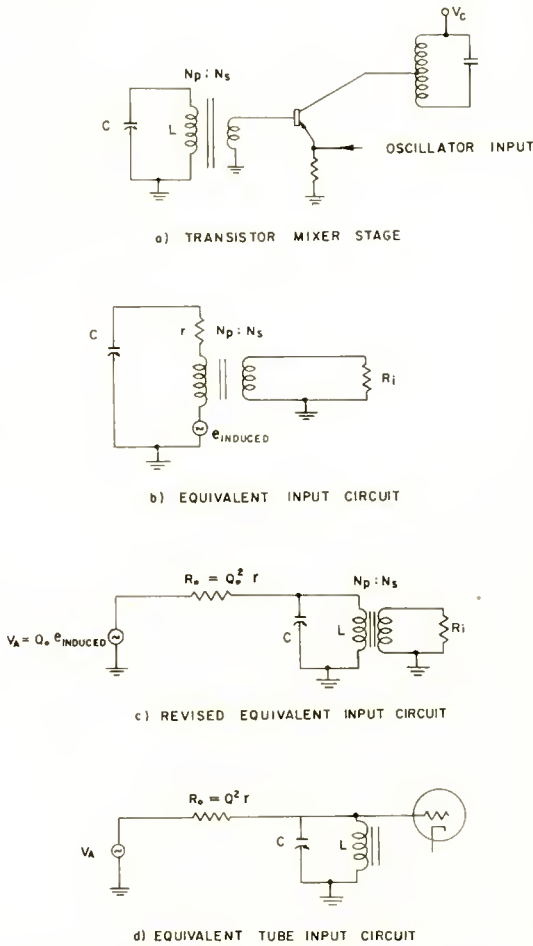 Vc
Np : Ns
C
L
OSCILLATOR INPUT
a) TRANSISTOR MIXER STAGE
r
Np : Ns
C
Ri
eINDUCED
b) EQUIVALENT INPUT CIRCUIT
Ro = Qo² r
Np : Ns
VA = Qo eINDUCED
C
L
Ri
c) REVISED EQUIVALENT INPUT CIRCUIT
Ro = Q² r
VA
C
L
d) EQUIVALENT TUBE INPUT CIRCUIT